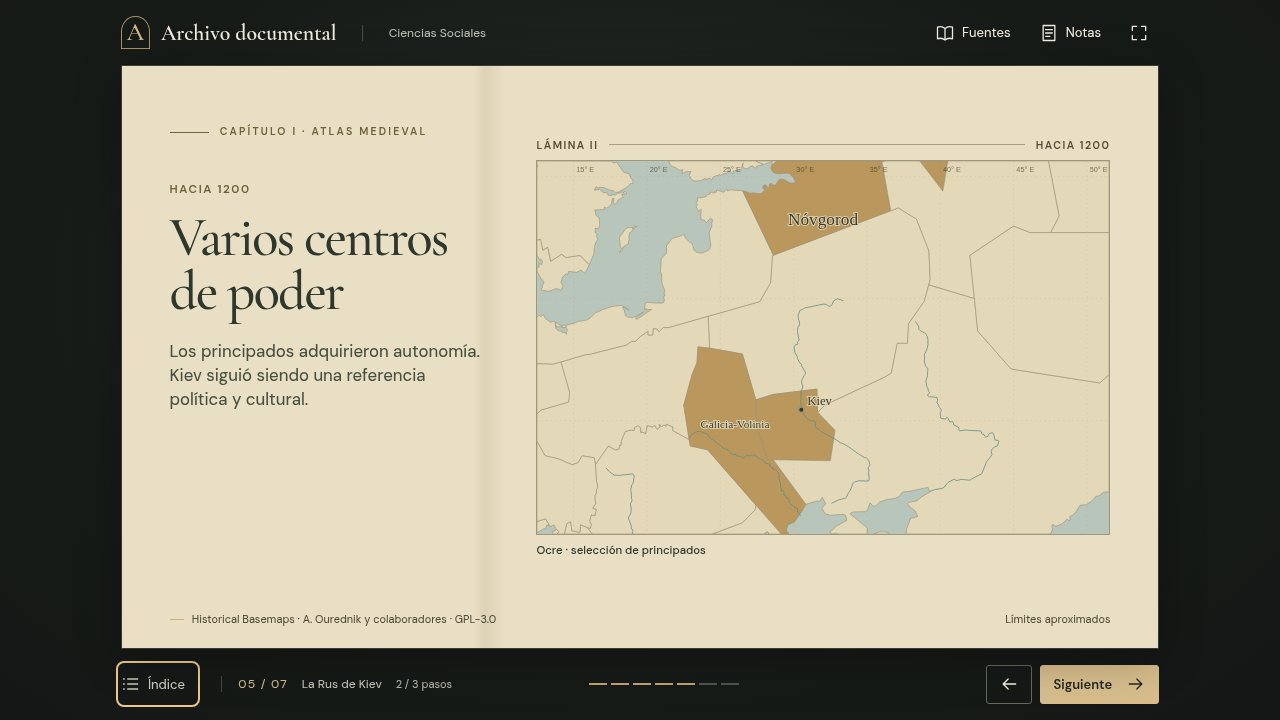 A Archivo documental
Ciencias Sociales
Fuentes
Notas
CAPÍTULO I · ATLAS MEDIEVAL
HACIA 1200
Varios centros
de poder
Los principados adquirieron autonomía.
Kiev siguió siendo una referencia
política y cultural.
LÁMINA II
HACIA 1200
15° E 20° E 25° E 30° E 35° E 40° E 45° E 50° E
Nóvgorod
Kiev
Galicia-Volinia
Ocre · selección de principados
Historical Basemaps · A. Ourednik y colaboradores · GPL-3.0
Límites aproximados
Índice
05 / 07
La Rus de Kiev
2 / 3 pasos
Siguiente